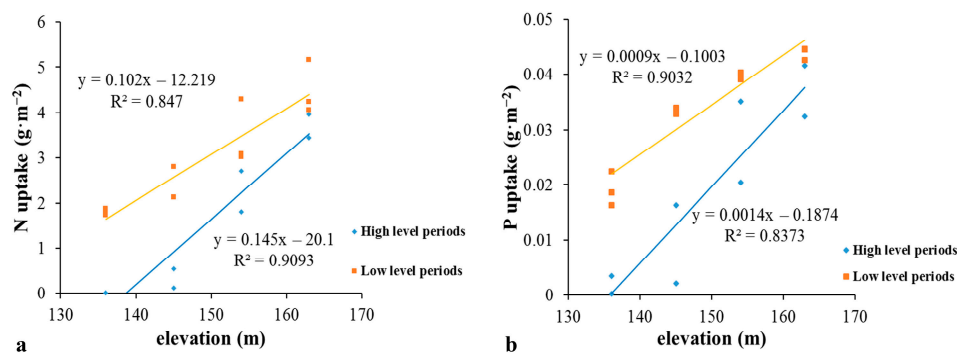 6
5
4
3
2
1
0
130
140
150
160
170
N uptake (g·m⁻²)
elevation (m)
y = 0.102x – 12.219
R² = 0.847
y = 0.145x – 20.1
R² = 0.9093
High level periods
Low level periods
a
0.05
0.04
0.03
0.02
0.01
0
130
140
150
160
170
P uptake (g·m⁻²)
elevation (m)
y = 0.0009x – 0.1003
R² = 0.9032
y = 0.0014x – 0.1874
R² = 0.8373
High level periods
Low level periods
b